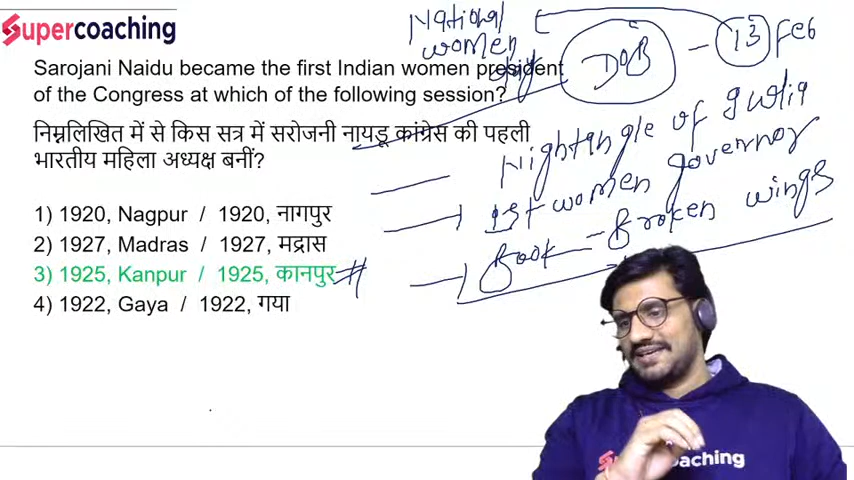 Supercoaching
National
women
day
DOB - 13 Feb
Sarojani Naidu became the first Indian women president
of the Congress at which of the following session?
निम्नलिखित में से किस सत्र में सरोजनी नायडू कांग्रेस की पहली
भारतीय महिला अध्यक्ष बनीं?
Nightangle of India
1st women governor
Book - Broken wings
1) 1920, Nagpur / 1920, नागपुर
2) 1927, Madras / 1927, मद्रास
3) 1925, Kanpur / 1925, कानपुर
4) 1922, Gaya / 1922, गया
coaching